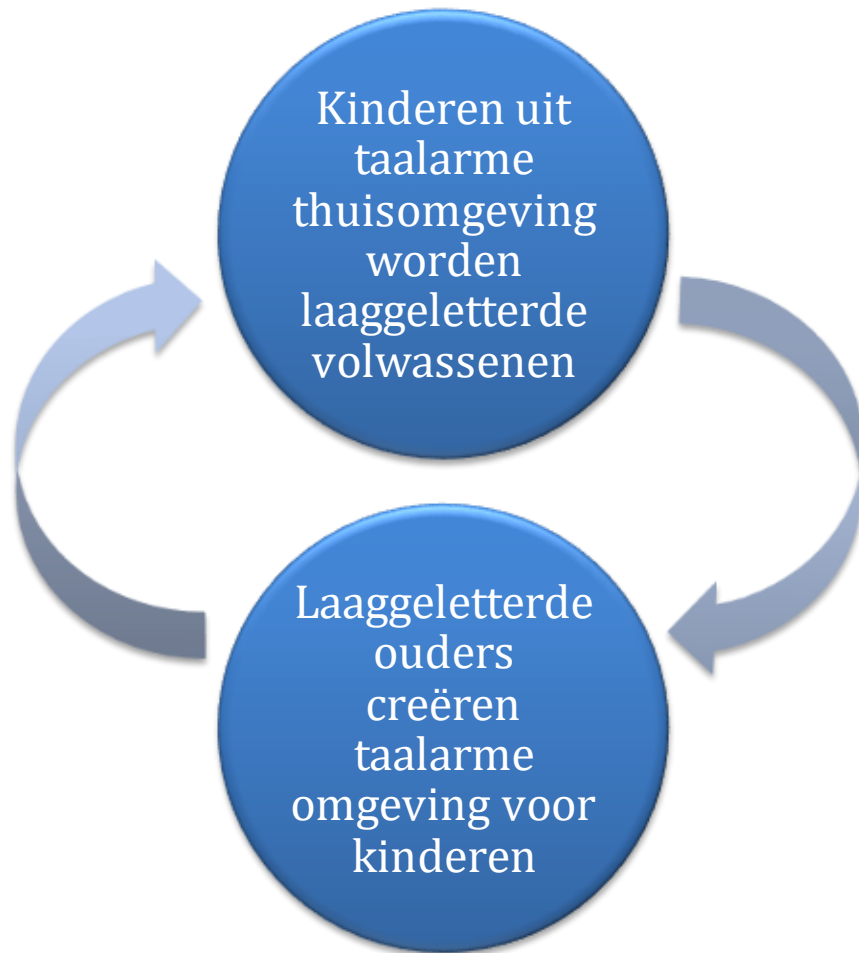 Kinderen uit
taalarme
thuisomgeving
worden
laaggeletterde
volwassenen
Laaggeletterde
ouders
creëren
taalarme
omgeving voor
kinderen